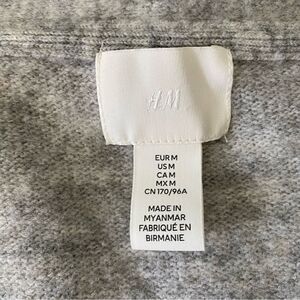 H&M
EUR M
US M
CA M
MX M
CN 170/96A
MADE IN
MYANMAR
FABRIQUÉ EN
BIRMANIE